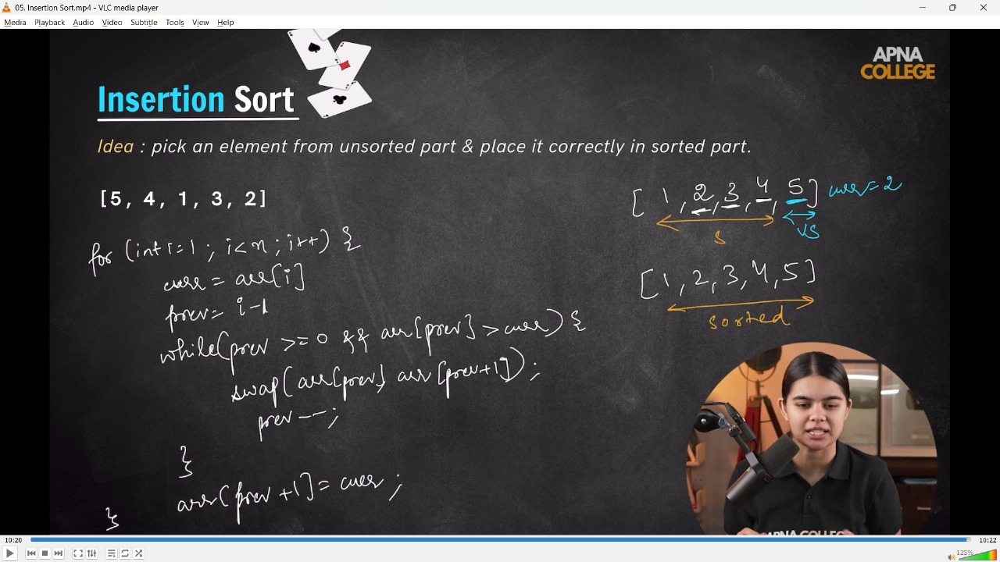 05. Insertion Sort.mp4 - VLC media player
Media Playback Audio Video Subtitle Tools View Help
APNA
COLLEGE
Insertion Sort
Idea : pick an element from unsorted part & place it correctly in sorted part.
[5, 4, 1, 3, 2]
[ 1, 2, 3, 4, 5] curr = 2
S US
[1, 2, 3, 4, 5]
sorted
for (int i=1 ; i<n ; i++) {
curr = arr[i]
prev = i-1
while(prev >=0 && arr[prev] > curr) {
swap(arr[prev], arr[prev+1]);
prev--;
}
arr[prev+1] = curr ;
}
APNA COLLEGE
10:20
10:22
125%